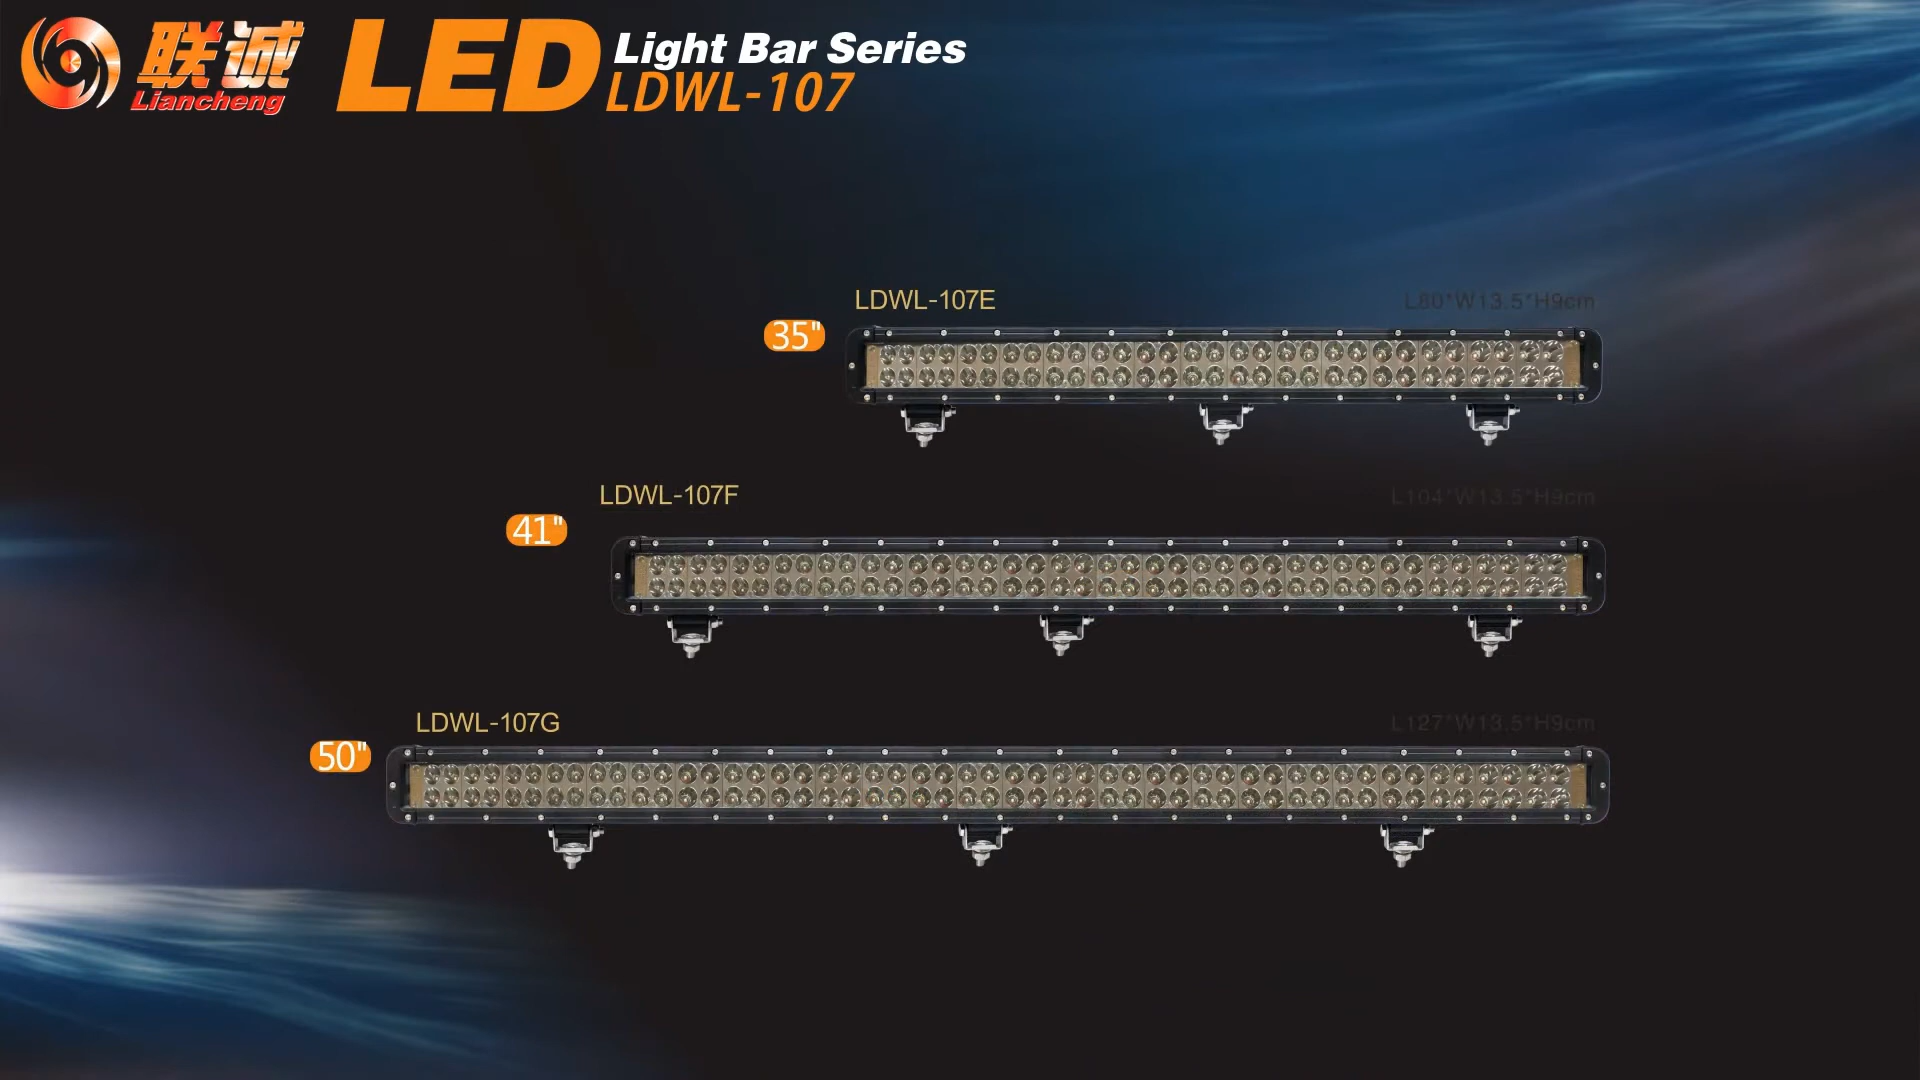 联诚
Liancheng
LED
Light Bar Series
LDWL-107
LDWL-107E
L80*W13.5*H9cm
35"
LDWL-107F
L104*W13.5*H9cm
41"
LDWL-107G
L127*W13.5*H9cm
50"